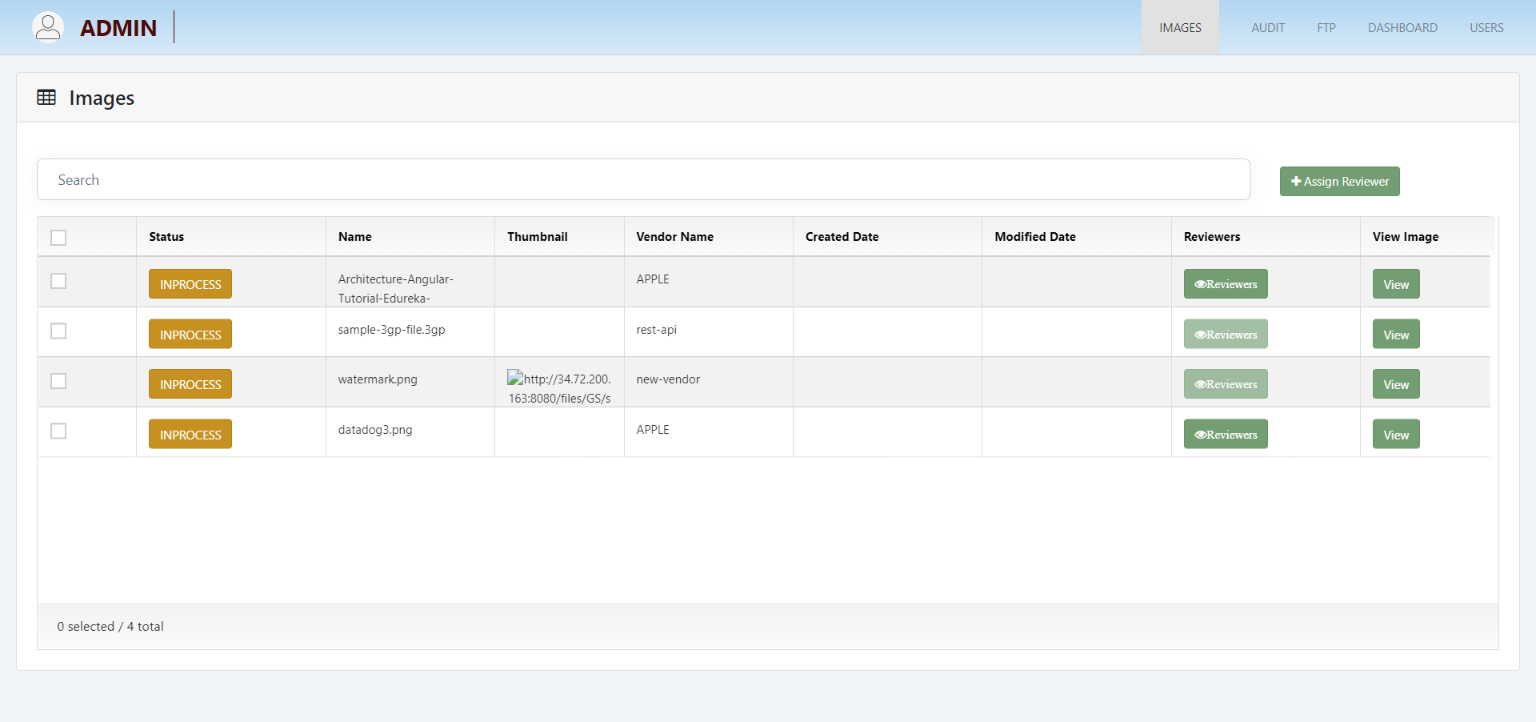 ADMIN
IMAGES AUDIT FTP DASHBOARD USERS
Images
Search
Assign Reviewer
Status Name Thumbnail Vendor Name Created Date Modified Date Reviewers View Image
INPROCESS Architecture-Angular- APPLE Reviewers View
Tutorial-Edureka-
INPROCESS sample-3gp-file.3gp rest-api Reviewers View
INPROCESS watermark.png http://34.72.200. new-vendor Reviewers View
163:8080/files/GS/s
INPROCESS datadog3.png APPLE Reviewers View
0 selected / 4 total